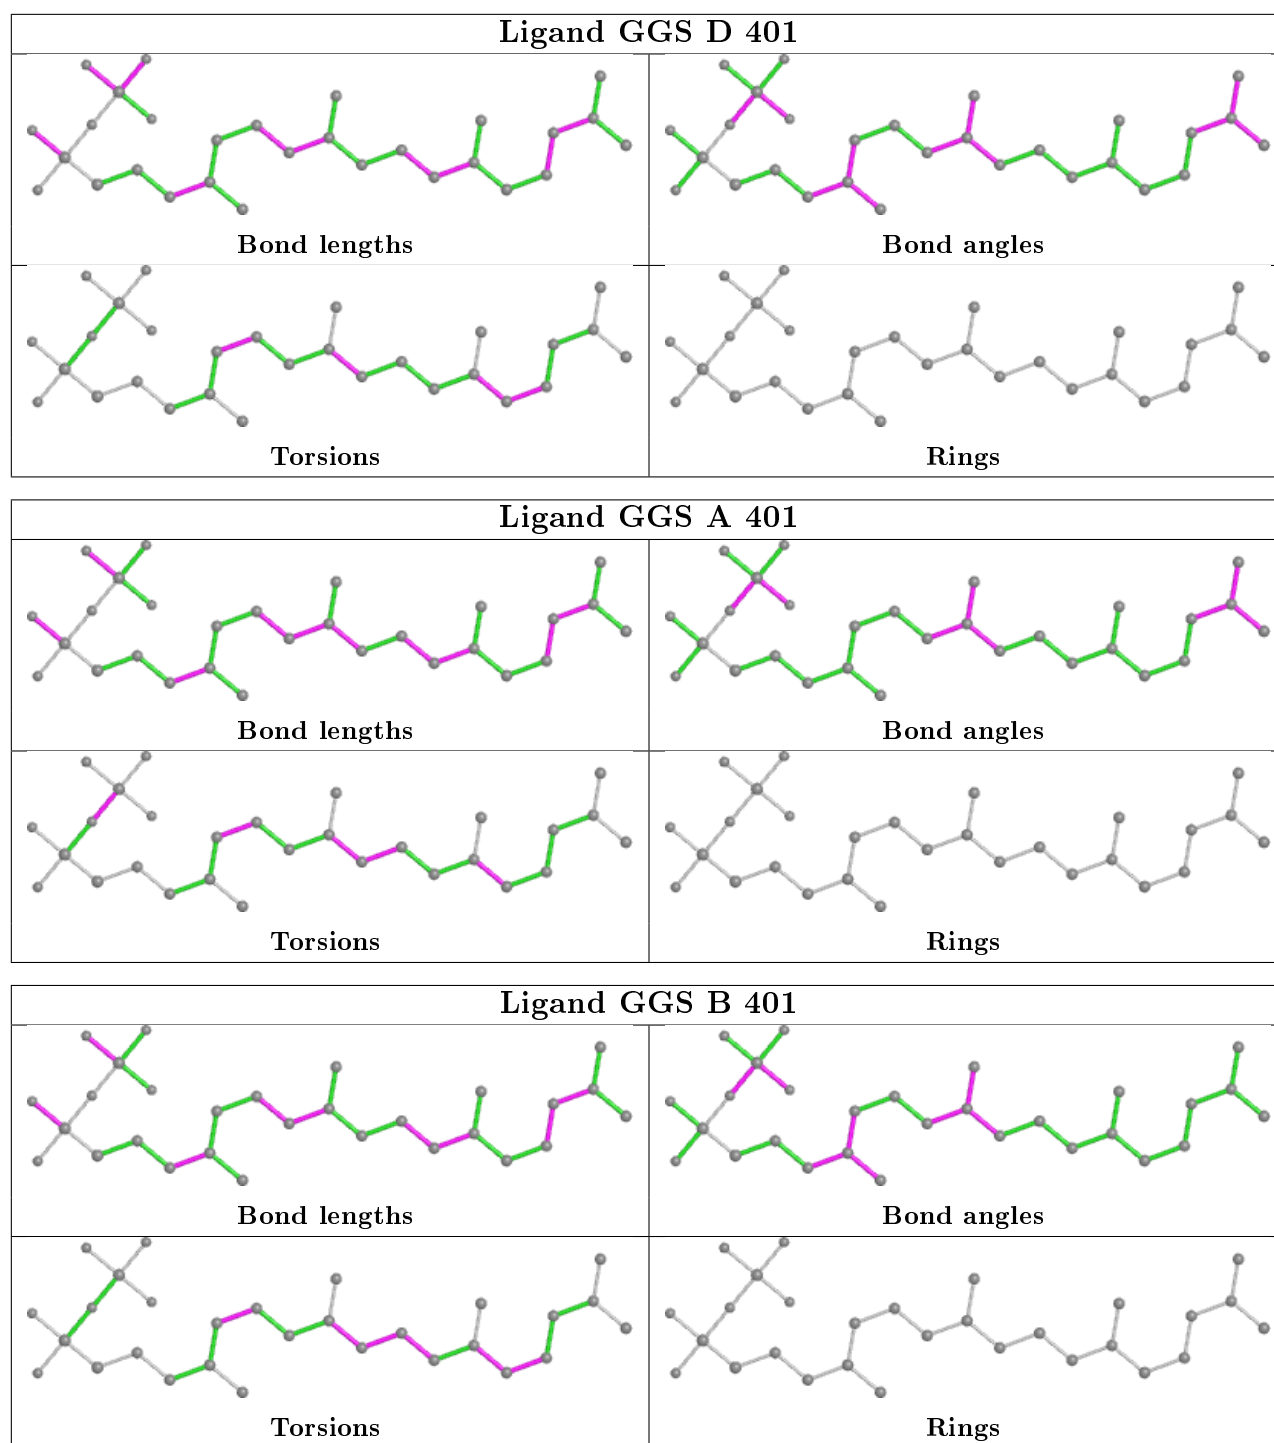 Ligand GGS D 401
Bond lengths
Bond angles
Torsions
Rings
Ligand GGS A 401
Bond lengths
Bond angles
Torsions
Rings
Ligand GGS B 401
Bond lengths
Bond angles
Torsions
Rings